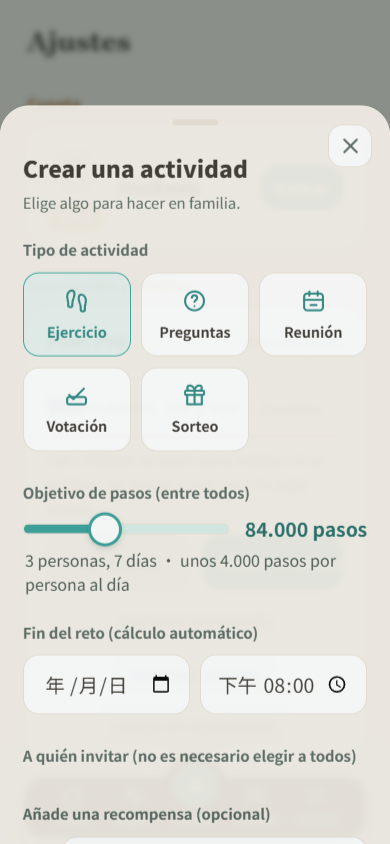 Ajustes
Crear una actividad
Elige algo para hacer en familia.
Tipo de actividad
Ejercicio
Preguntas
Reunión
Votación
Sorteo
Objetivo de pasos (entre todos)
84.000 pasos
3 personas, 7 días · unos 4.000 pasos por
persona al día
Fin del reto (cálculo automático)
年 /月/日
下午 08:00
A quién invitar (no es necesario elegir a todos)
Añade una recompensa (opcional)